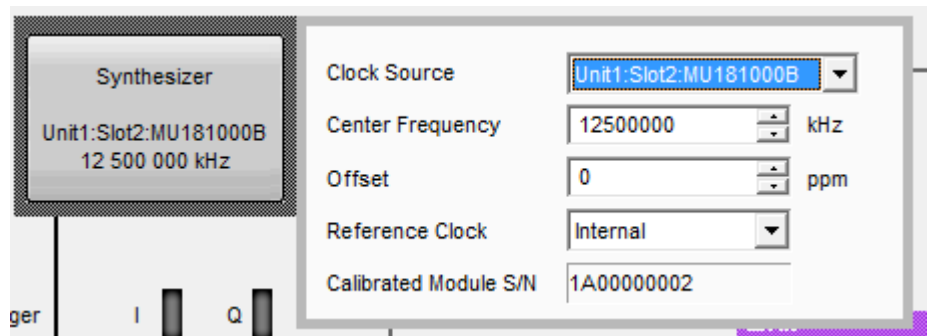 Synthesizer
Unit1:Slot2:MU181000B
12 500 000 kHz
Clock Source Unit1:Slot2:MU181000B
Center Frequency 12500000 kHz
Offset 0 ppm
Reference Clock Internal
Calibrated Module S/N 1A00000002
ger I Q